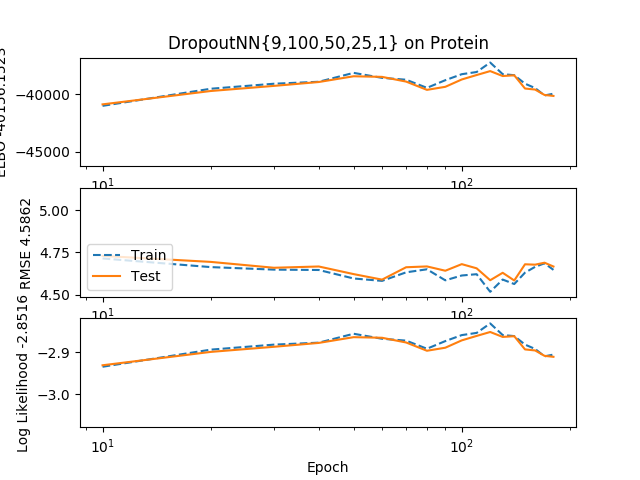 DropoutNN{9,100,50,25,1} on Protein
ELBO -40156.1523
−40000
−45000
10¹
10²
RMSE 4.5862
5.00
4.75
4.50
Train
Test
10¹
10²
Log Likelihood -2.8516
−2.9
−3.0
10¹
10²
Epoch